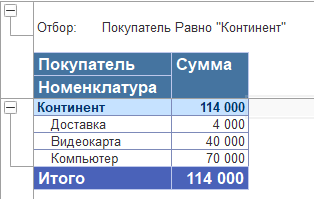 Отбор: Покупатель Равно "Континент"
Покупатель Сумма
Номенклатура
Континент 114 000
Доставка 4 000
Видеокарта 40 000
Компьютер 70 000
Итого 114 000